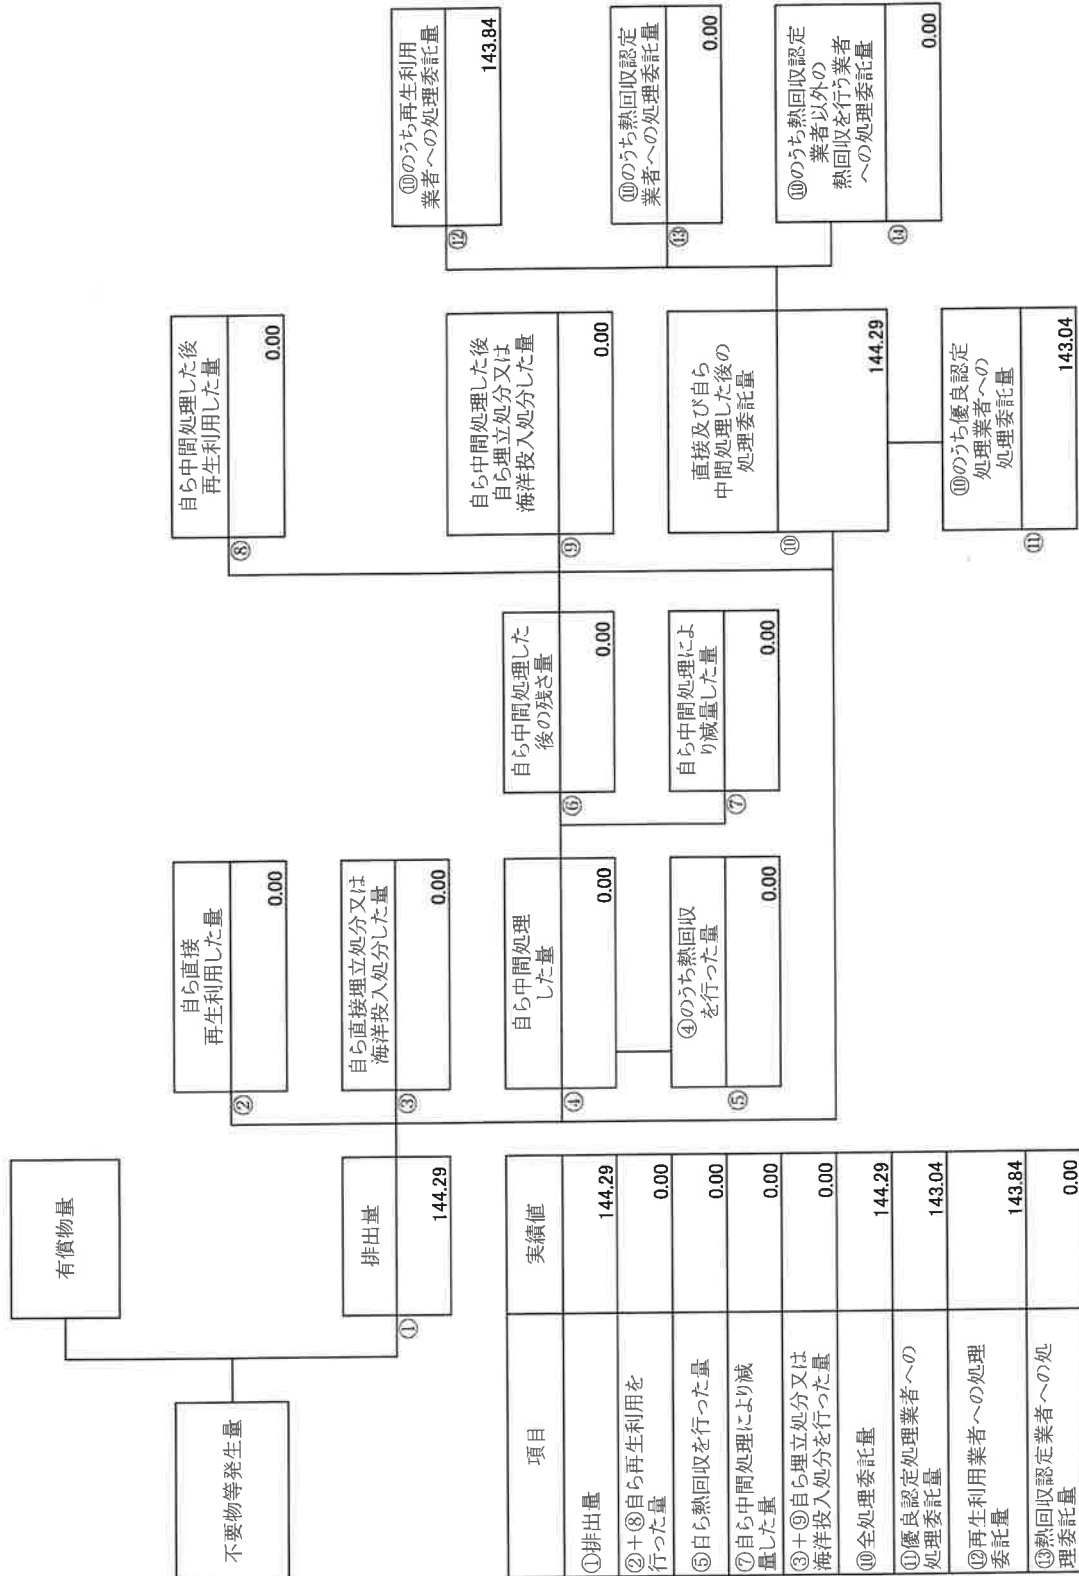 不要物等発生量
有償物量
排出量
①
144.29
自ら直接
再生利用した量
②
0.00
自ら直接埋立処分又は
海洋投入処分した量
③
0.00
自ら中間処理
した量
④
0.00
④のうち熱回収
を行った量
⑤
0.00
自ら中間処理した
後の残さ量
⑥
0.00
自ら中間処理によ
り減量した量
⑦
0.00
自ら中間処理した後
再生利用した量
⑧
0.00
自ら中間処理した後
自ら埋立処分又は
海洋投入処分した量
⑨
0.00
直接及び自ら
中間処理した後の
処理委託量
⑩
144.29
⑩のうち優良認定
処理業者への
処理委託量
⑪
143.04
⑩のうち再生利用
業者への処理委託量
⑫
143.84
⑩のうち熱回収認定
業者への処理委託量
⑬
0.00
⑩のうち熱回収認定
業者以外の
熱回収を行う業者
への処理委託量
⑭
0.00
項目
実績値
①排出量
144.29
②+⑧自ら再生利用を
行った量
0.00
⑤自ら熱回収を行った量
0.00
⑦自ら中間処理により減
量した量
0.00
③+⑨自ら埋立処分又は
海洋投入処分を行った量
0.00
⑩全処理委託量
144.29
⑪優良認定処理業者への
処理委託量
143.04
⑫再生利用業者への処理
委託量
143.84
⑬熱回収認定業者への処
理委託量
0.00